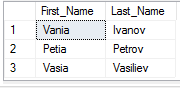 First_Name Last_Name
1 Vania Ivanov
2 Petia Petrov
3 Vasia Vasiliev